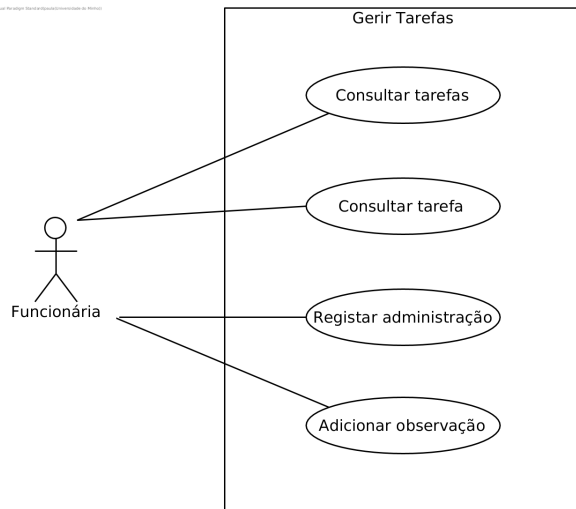 Gerir Tarefas
Consultar tarefas
Consultar tarefa
Funcionária
Registar administração
Adicionar observação